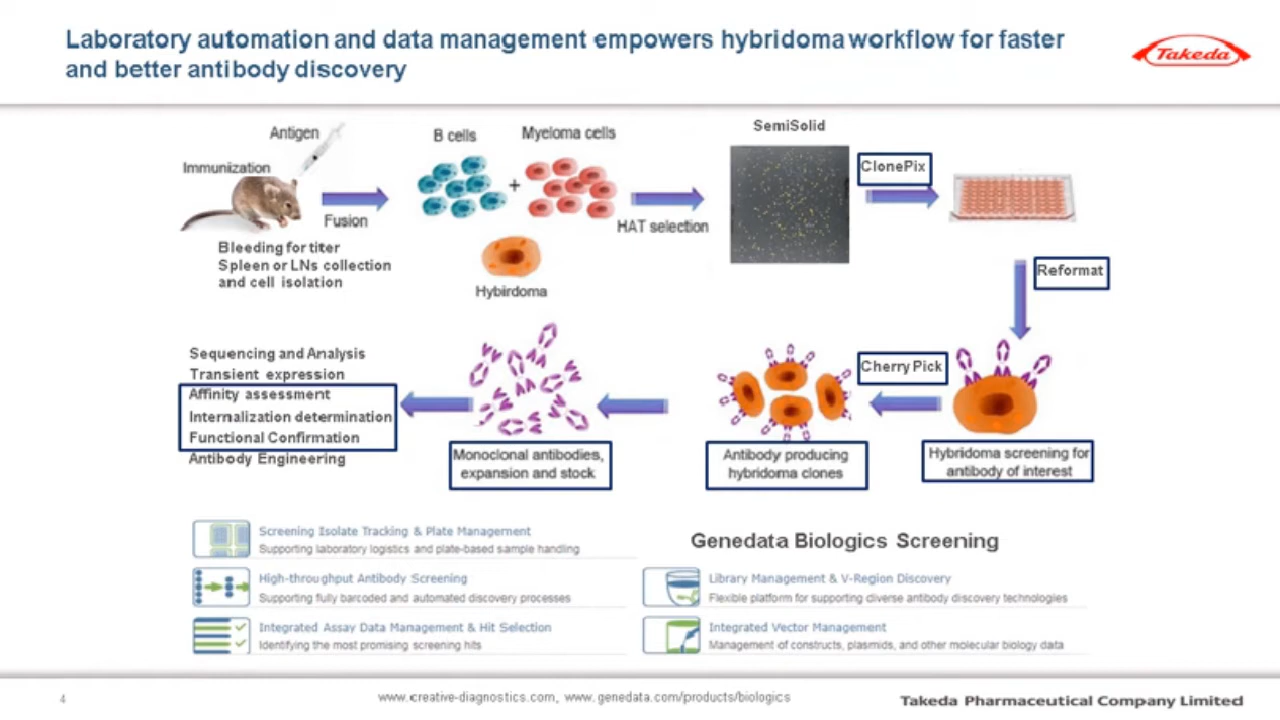 Laboratory automation and data management empowers hybridoma workflow for faster
and better antibody discovery
Takeda
Antigen
Immunization
Fusion
Bleeding for titer
Spleen or LNs collection
and cell isolation
B cells
Myeloma cells
+
HAT selection
Hybiirdoma
SemiSolid
ClonePix
Reformat
Cherry Pick
Hybridoma screening for
antibody of interest
Antibody producing
hybridoma clones
Monoclonal antibodies,
expansion and stock
Sequencing and Analysis
Transient expression
Affinity assessment
Internalization determination
Functional Confirmation
Antibody Engineering
Screening Isolate Tracking & Plate Management
Supporting laboratory logistics and plate-based sample handling
High-throughput Antibody Screening
Supporting fully barcoded and automated discovery processes
Integrated Assay Data Management & Hit Selection
Identifying the most promising screening hits
Genedata Biologics Screening
Library Management & V-Region Discovery
Flexible platform for supporting diverse antibody discovery technologies
Integrated Vector Management
Management of constructs, plasmids, and other molecular biology data
4
www.creative-diagnostics.com, www.genedata.com/products/biologics
Takeda Pharmaceutical Company Limited